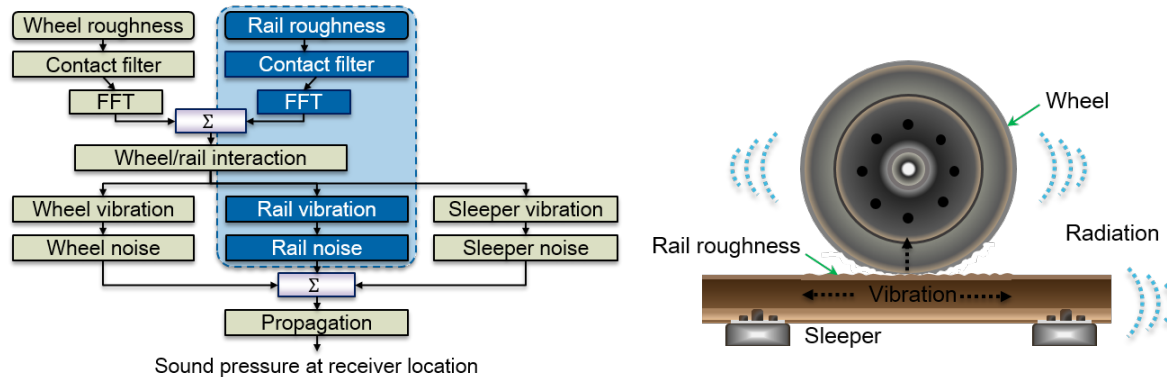 Wheel roughness
Rail roughness
Contact filter
Contact filter
FFT
FFT
Σ
Wheel/rail interaction
Wheel vibration
Rail vibration
Sleeper vibration
Wheel noise
Rail noise
Sleeper noise
Σ
Propagation
Sound pressure at receiver location
Wheel
Rail roughness
Radiation
Vibration
Sleeper